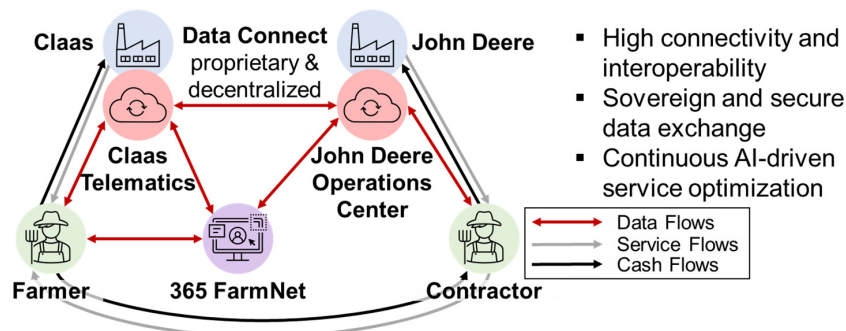 Claas
Data Connect
proprietary &
decentralized
John Deere
Claas
Telematics
John Deere
Operations
Center
Farmer
365 FarmNet
Contractor
▪ High connectivity and
interoperability
▪ Sovereign and secure
data exchange
▪ Continuous AI-driven
service optimization
Data Flows
Service Flows
Cash Flows